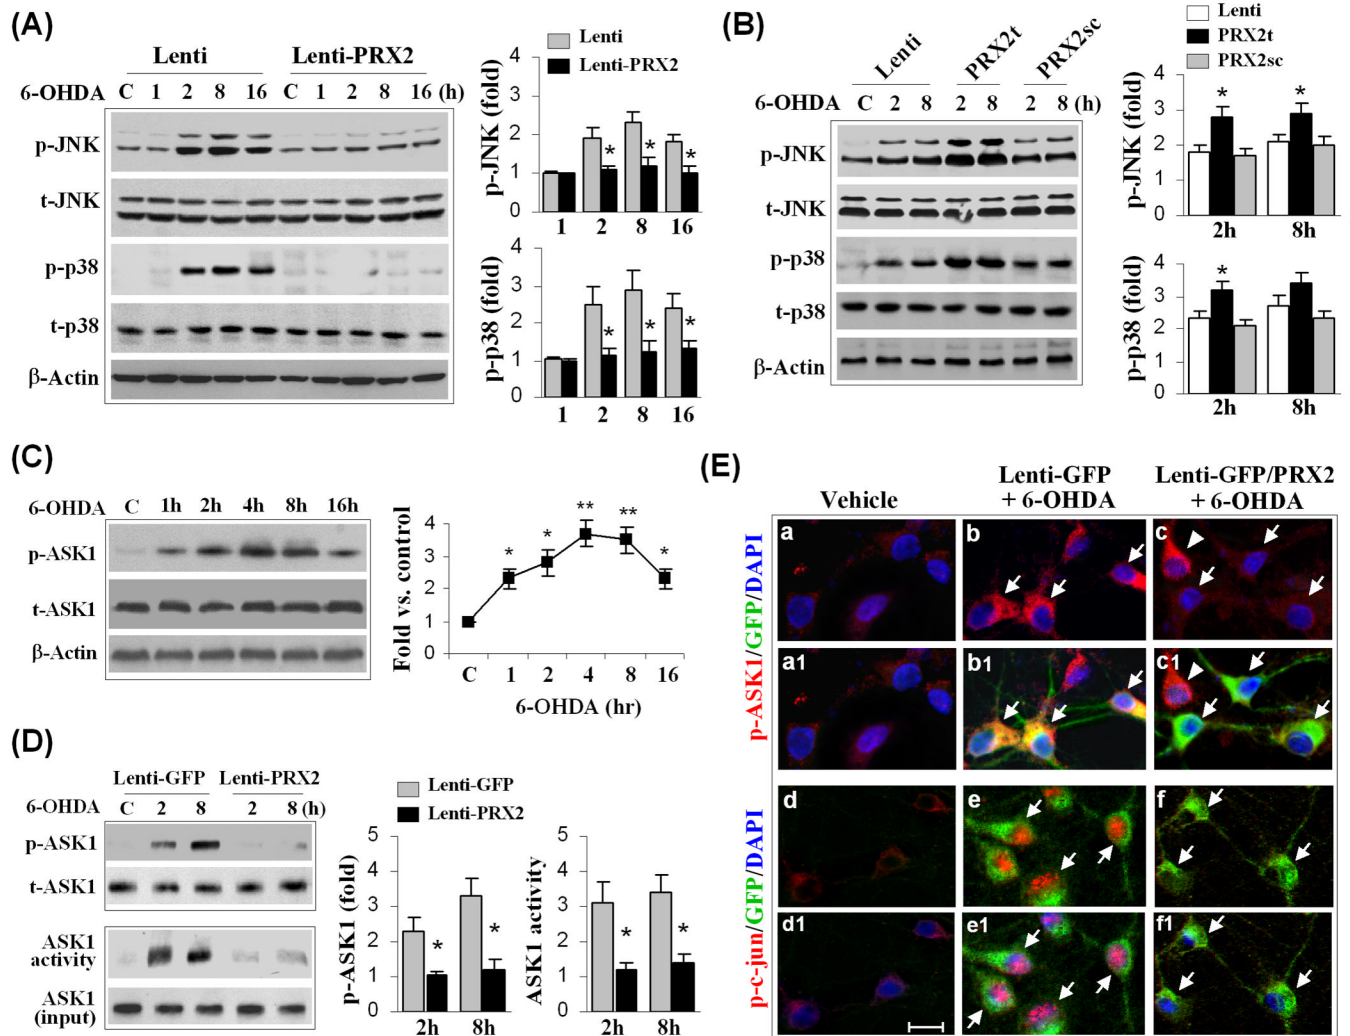 (A)
Lenti Lenti-PRX2
6-OHDA C 1 2 8 16 C 1 2 8 16 (h)
p-JNK
t-JNK
p-p38
t-p38
β-Actin
Lenti
Lenti-PRX2
p-JNK (fold)
4
3
2
1
0
1 2 8 16
* * *
p-p38 (fold)
4
3
2
1
0
1 2 8 16
* * *
(B)
Lenti PRX2t PRX2sc
6-OHDA C 2 8 2 8 2 8 (h)
p-JNK
t-JNK
p-p38
t-p38
β-Actin
Lenti
PRX2t
PRX2sc
p-JNK (fold)
4
3
2
1
0
* *
2h 8h
p-p38 (fold)
4
3
2
1
0
*
2h 8h
(C)
6-OHDA C 1h 2h 4h 8h 16h
p-ASK1
t-ASK1
β-Actin
Fold vs. control
4
3
2
1
0
* * ** ** *
C 1 2 4 8 16
6-OHDA (hr)
(D)
Lenti-GFP Lenti-PRX2
6-OHDA C 2 8 2 8 (h)
p-ASK1
t-ASK1
ASK1
activity
ASK1
(input)
Lenti-GFP
Lenti-PRX2
p-ASK1 (fold)
5
4
3
2
1
0
* *
2h 8h
ASK1 activity
5
4
3
2
1
0
* *
2h 8h
(E)
Vehicle
Lenti-GFP
+ 6-OHDA
Lenti-GFP/PRX2
+ 6-OHDA
p-ASK1/GFP/DAPI
a b c
a1 b1 c1
p-c-jun/GFP/DAPI
d e f
d1 e1 f1